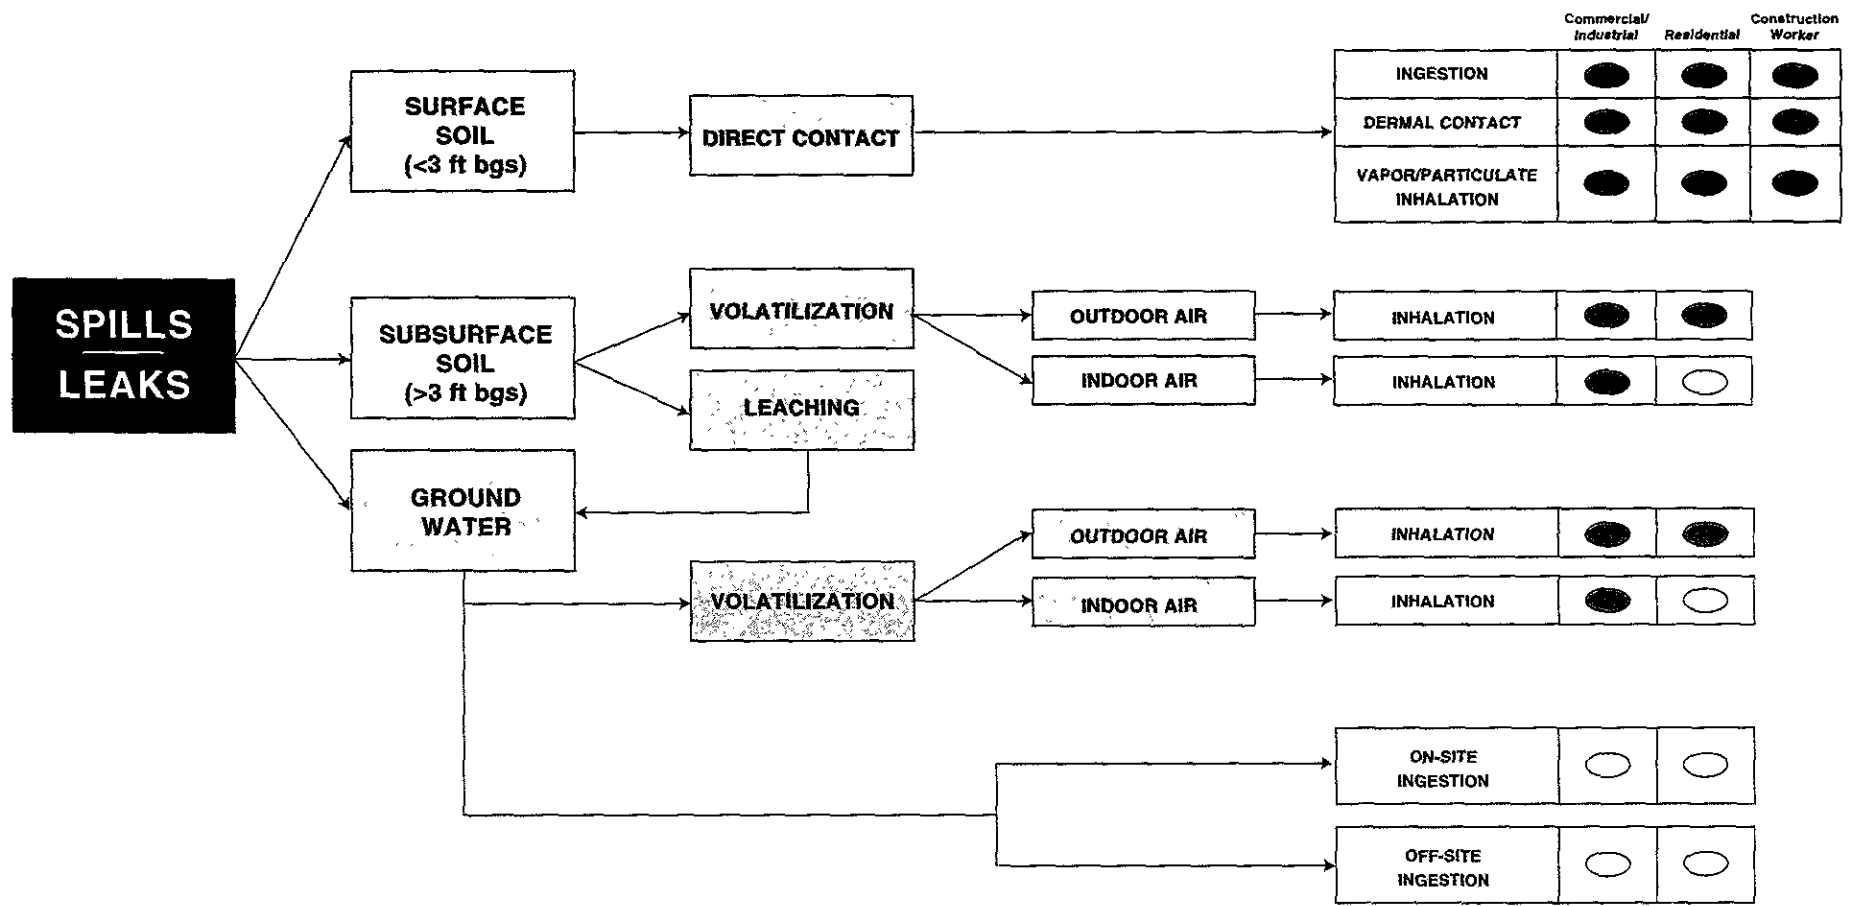 Commercial/
Industrial
Residential
Construction
Worker
SURFACE
SOIL
(<3 ft bgs)
DIRECT CONTACT
INGESTION
DERMAL CONTACT
VAPOR/PARTICULATE
INHALATION
SPILLS
LEAKS
SUBSURFACE
SOIL
(>3 ft bgs)
VOLATILIZATION
OUTDOOR AIR
INHALATION
INDOOR AIR
INHALATION
LEACHING
GROUND
WATER
VOLATILIZATION
OUTDOOR AIR
INHALATION
INDOOR AIR
INHALATION
ON-SITE
INGESTION
OFF-SITE
INGESTION